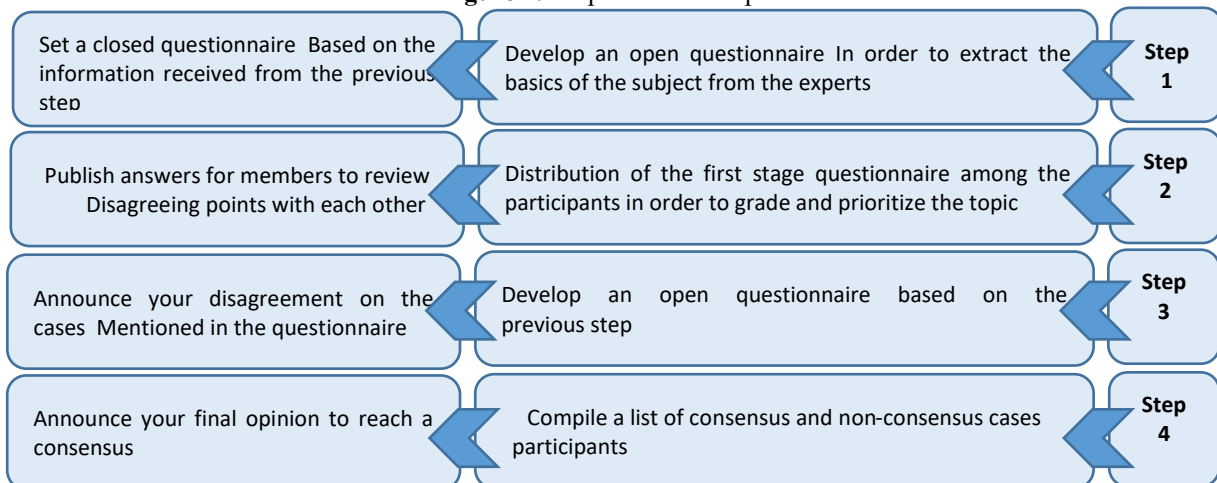 Step
1
Develop an open questionnaire In order to extract the
basics of the subject from the experts
Set a closed questionnaire Based on the
information received from the previous
step
Step
2
Distribution of the first stage questionnaire among the
participants in order to grade and prioritize the topic
Publish answers for members to review
Disagreeing points with each other
Step
3
Develop an open questionnaire based on the
previous step
Announce your disagreement on the
cases Mentioned in the questionnaire
Step
4
Compile a list of consensus and non-consensus cases
participants
Announce your final opinion to reach a
consensus